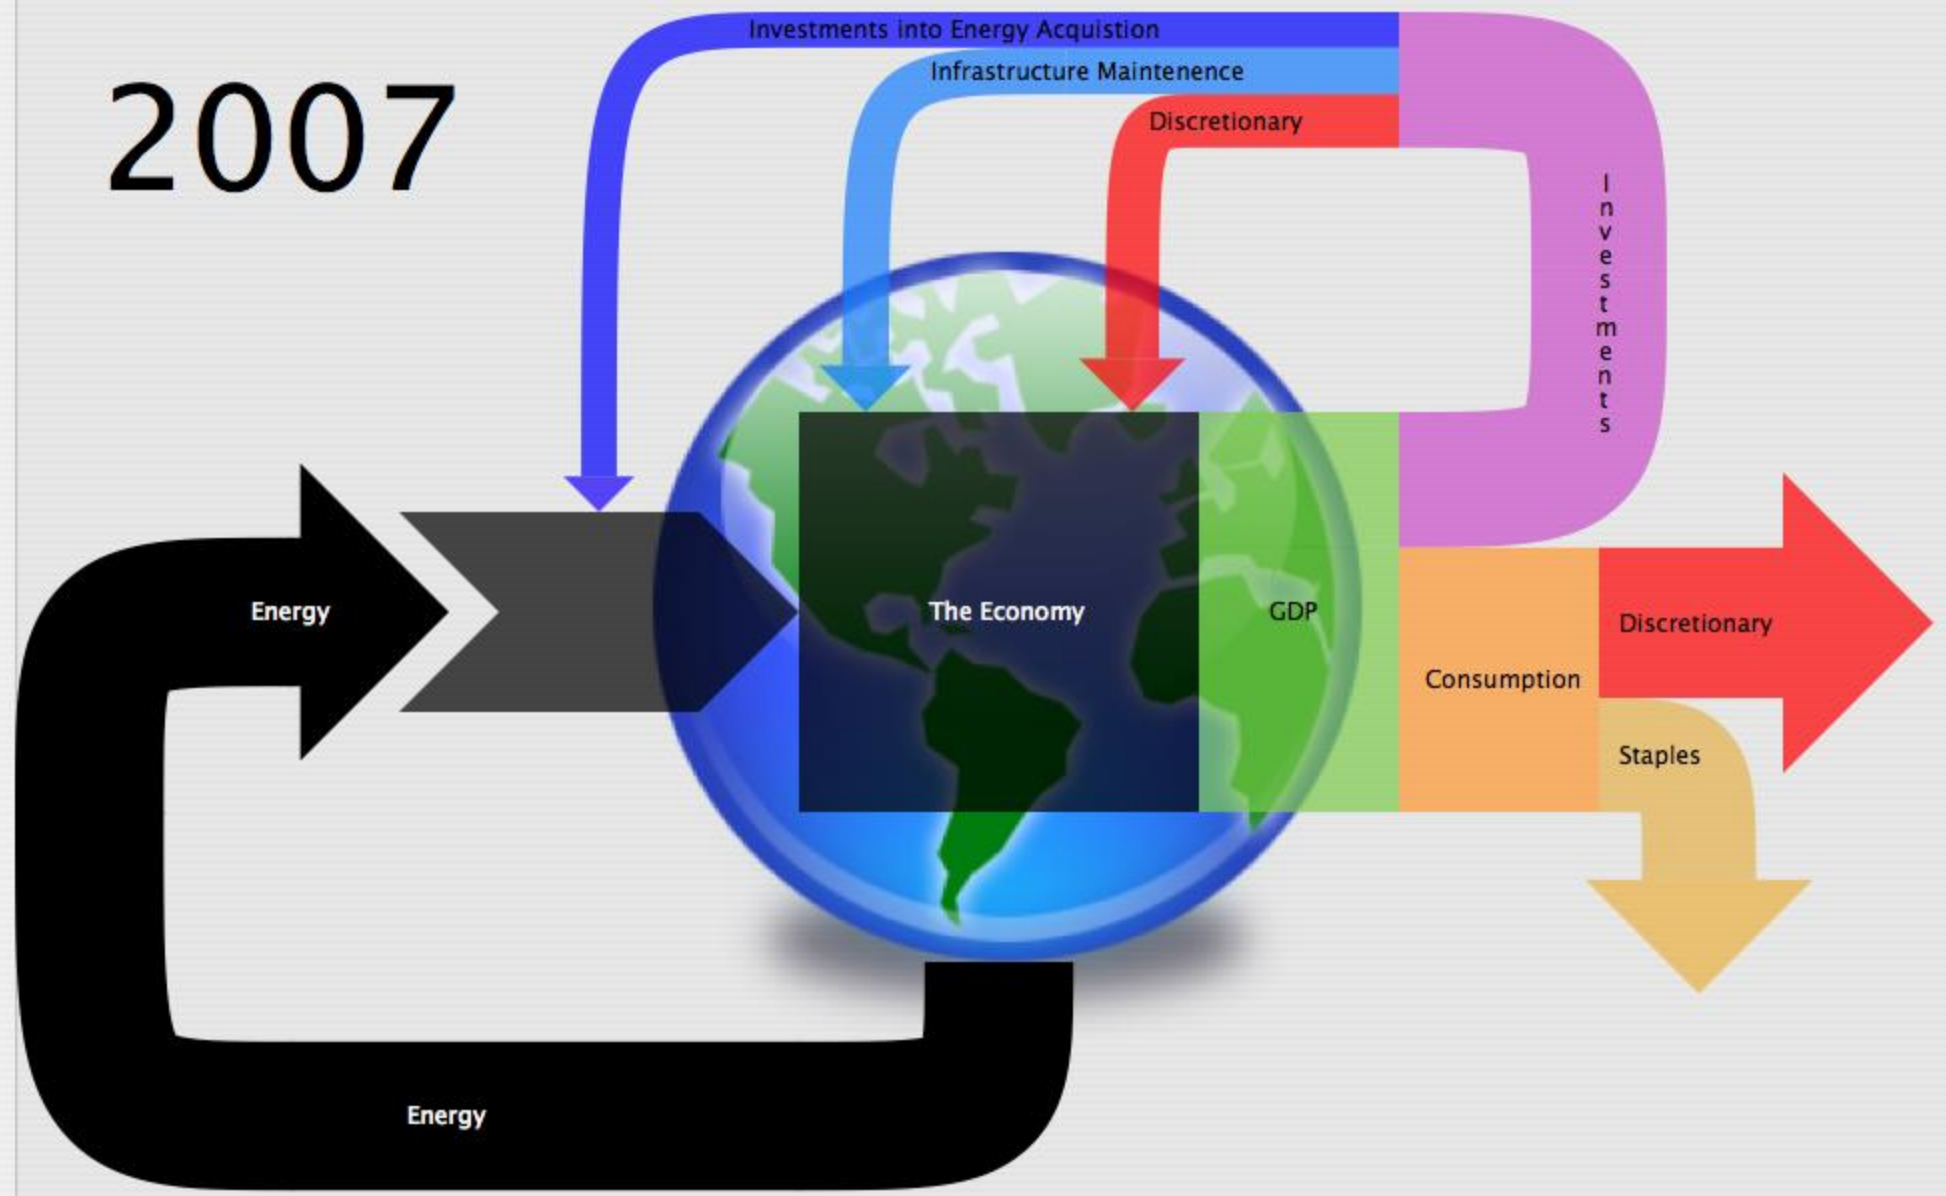 2007
Investments into Energy Acquistion
Infrastructure Maintenence
Discretionary
Investments
Energy
The Economy
GDP
Consumption
Discretionary
Staples
Energy